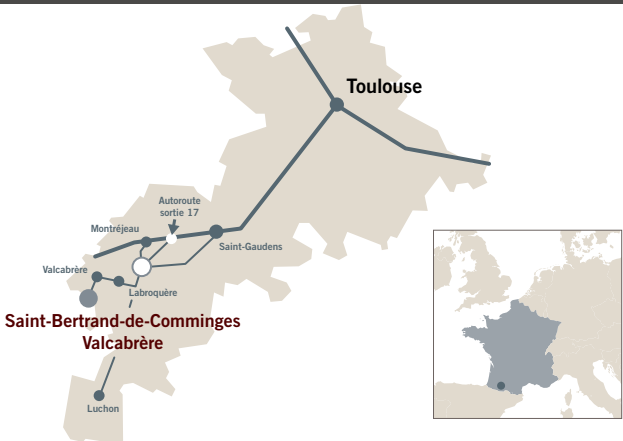 Toulouse
Autoroute
sortie 17
Montréjeau
Saint-Gaudens
Valcabrère
Labroquère
Saint-Bertrand-de-Comminges
Valcabrère
Luchon